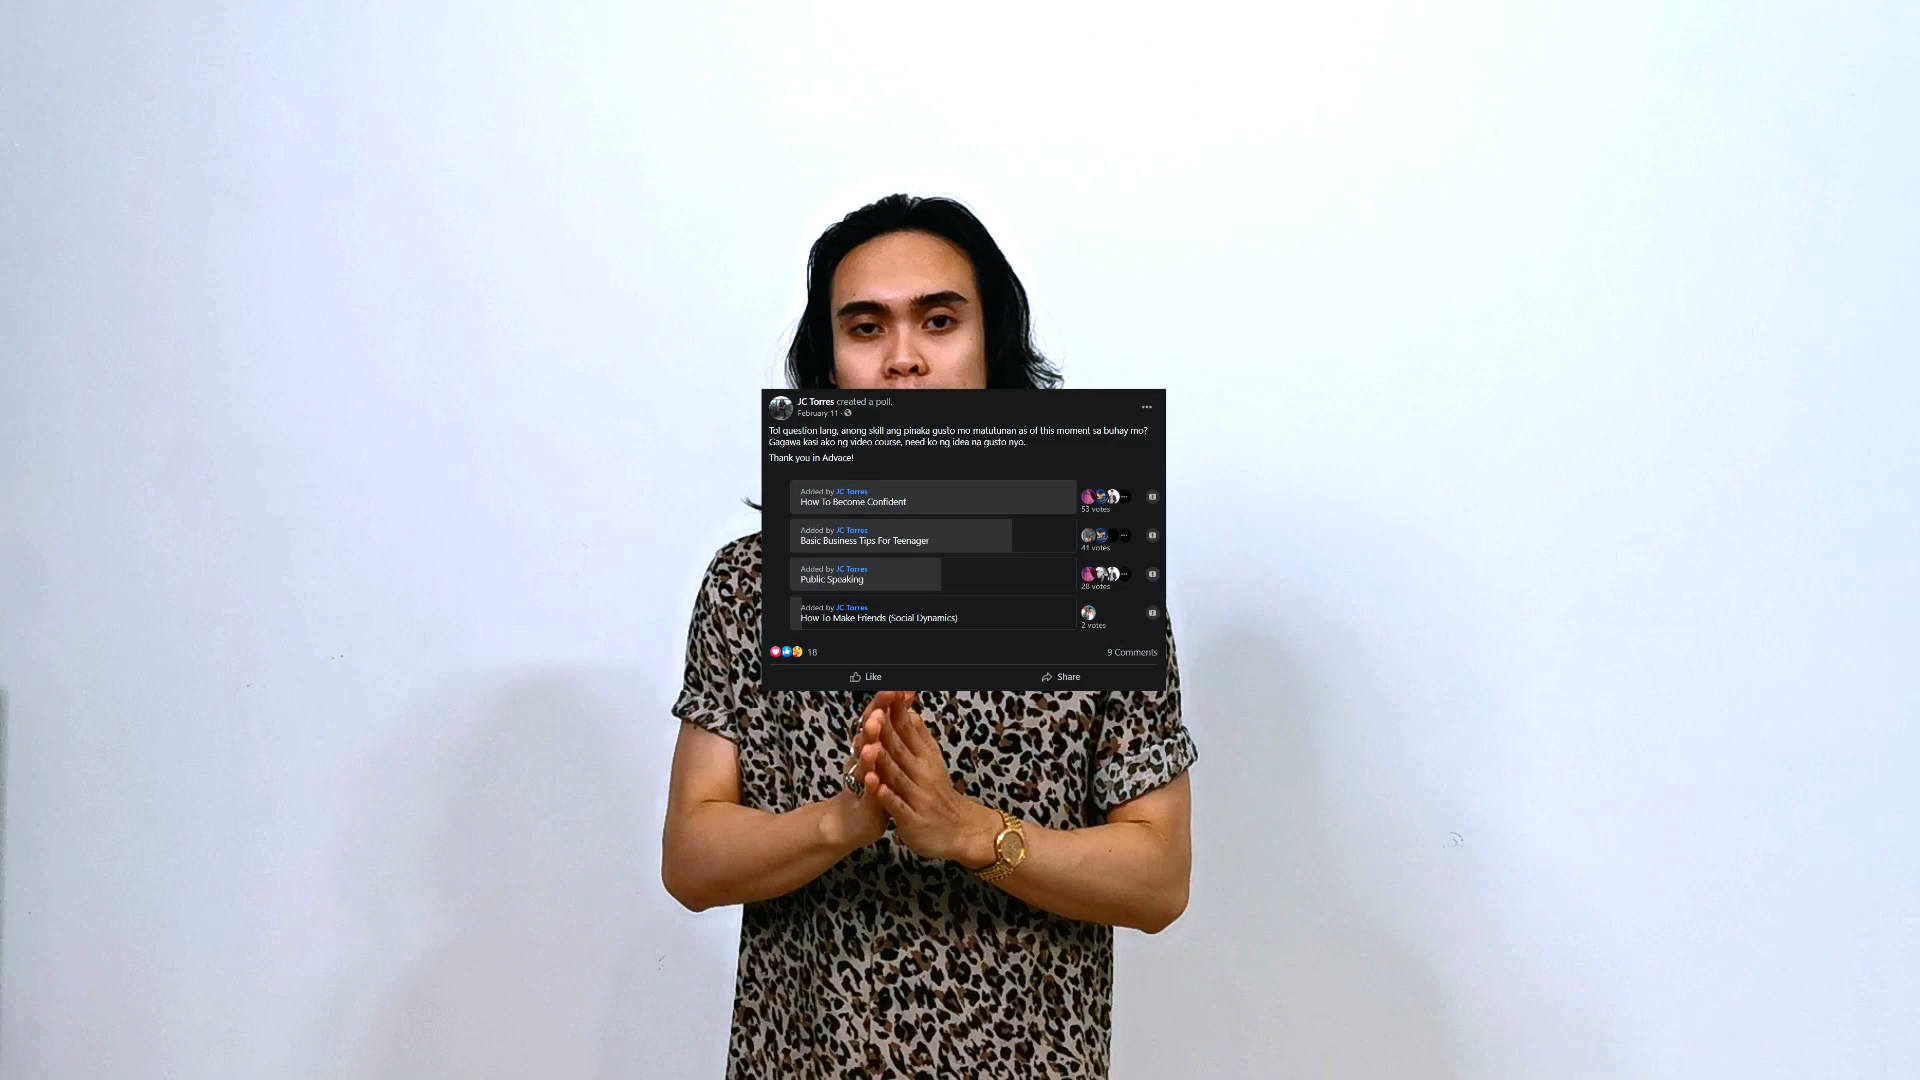 JC Torres created a poll.
February 11
Tol question lang, anong skill ang pinaka gusto mo matutunan as of this moment sa buhay mo?
Gagawa kasi ako ng video course, need ko ng idea na gusto nyo.
Thank you in Advace!
Added by JC Torres
How To Become Confident
53 votes
Added by JC Torres
Basic Business Tips For Teenager
41 votes
Added by JC Torres
Public Speaking
28 votes
Added by JC Torres
How To Make Friends (Social Dynamics)
2 votes
18
9 Comments
Like
Share